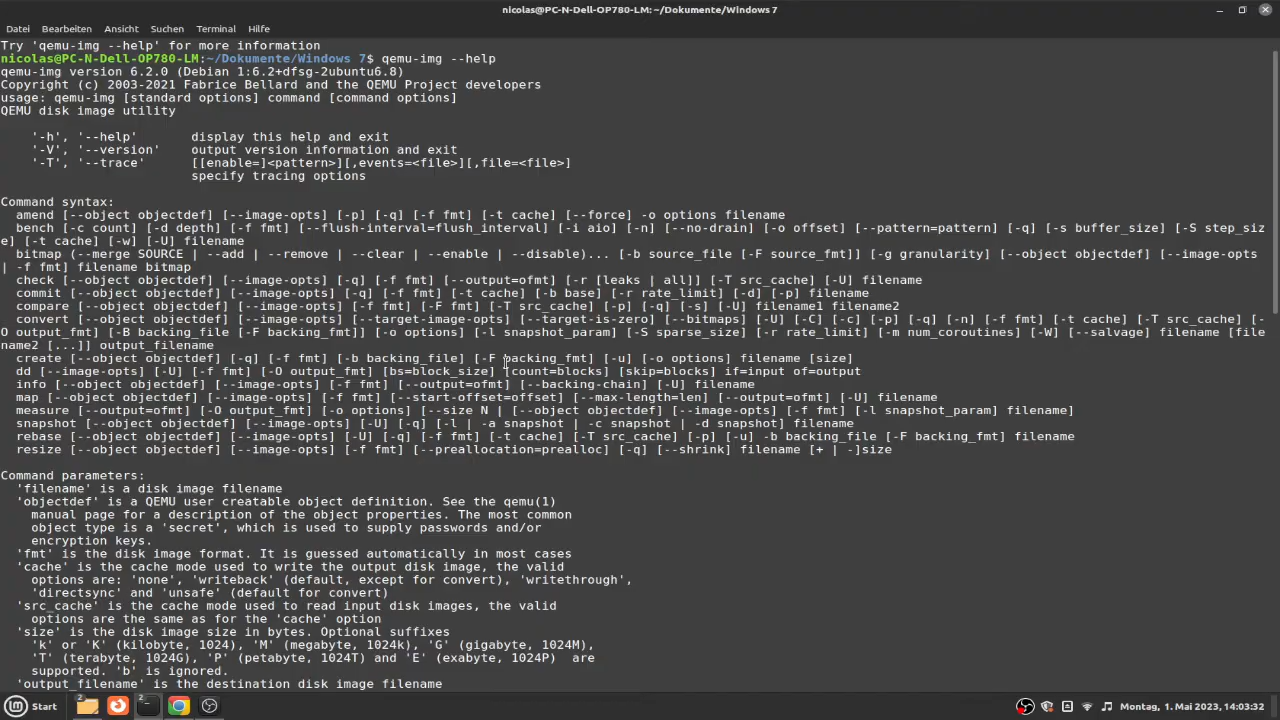 nicolas@PC-N-Dell-OP780-LM: ~/Dokumente/Windows 7
Datei Bearbeiten Ansicht Suchen Terminal Hilfe
Try 'qemu-img --help' for more information
nicolas@PC-N-Dell-OP780-LM:~/Dokumente/Windows 7$ qemu-img --help
qemu-img version 6.2.0 (Debian 1:6.2+dfsg-2ubuntu6.8)
Copyright (c) 2003-2021 Fabrice Bellard and the QEMU Project developers
usage: qemu-img [standard options] command [command options]
QEMU disk image utility
'-h', '--help'       display this help and exit
'-V', '--version'    output version information and exit
'-T', '--trace'      [[enable=]<pattern>][,events=<file>][,file=<file>]
specify tracing options
Command syntax:
amend [--object objectdef] [--image-opts] [-p] [-q] [-f fmt] [-t cache] [--force] -o options filename
bench [-c count] [-d depth] [-f fmt] [--flush-interval=flush_interval] [-i aio] [-n] [--no-drain] [-o offset] [--pattern=pattern] [-q] [-s buffer_size] [-S step_siz
e] [-t cache] [-w] [-U] filename
bitmap (--merge SOURCE | --add | --remove | --clear | --enable | --disable)... [-b source_file [-F source_fmt]] [-g granularity] [--object objectdef] [--image-opts
| -f fmt] filename bitmap
check [--object objectdef] [--image-opts] [-q] [-f fmt] [--output=ofmt] [-r [leaks | all]] [-T src_cache] [-U] filename
commit [--object objectdef] [--image-opts] [-q] [-f fmt] [-t cache] [-b base] [-r rate_limit] [-d] [-p] filename
compare [--object objectdef] [--image-opts] [-f fmt] [-F fmt] [-T src_cache] [-p] [-q] [-s] [-U] filename1 filename2
convert [--object objectdef] [--image-opts] [--target-image-opts] [--target-is-zero] [--bitmaps] [-U] [-C] [-c] [-p] [-q] [-n] [-f fmt] [-t cache] [-T src_cache] [-
O output_fmt] [-B backing_file [-F backing_fmt]] [-o options] [-l snapshot_param] [-S sparse_size] [-r rate_limit] [-m num_coroutines] [-W] [--salvage] filename [file
name2 [...]] output_filename
create [--object objectdef] [-q] [-f fmt] [-b backing_file] [-F backing_fmt] [-u] [-o options] filename [size]
dd [--image-opts] [-U] [-f fmt] [-O output_fmt] [bs=block_size] [count=blocks] [skip=blocks] if=input of=output
info [--object objectdef] [--image-opts] [-f fmt] [--output=ofmt] [--backing-chain] [-U] filename
map [--object objectdef] [--image-opts] [-f fmt] [--start-offset=offset] [--max-length=len] [--output=ofmt] [-U] filename
measure [--output=ofmt] [-O output_fmt] [-o options] [--size N | [--object objectdef] [--image-opts] [-f fmt] [-l snapshot_param] filename]
snapshot [--object objectdef] [--image-opts] [-U] [-q] [-l | -a snapshot | -c snapshot | -d snapshot] filename
rebase [--object objectdef] [--image-opts] [-U] [-q] [-f fmt] [-t cache] [-T src_cache] [-p] [-u] -b backing_file [-F backing_fmt] filename
resize [--object objectdef] [--image-opts] [-f fmt] [--preallocation=prealloc] [-q] [--shrink] filename [+ | -]size
Command parameters:
'filename' is a disk image filename
'objectdef' is a QEMU user creatable object definition. See the qemu(1)
manual page for a description of the object properties. The most common
object type is a 'secret', which is used to supply passwords and/or
encryption keys.
'fmt' is the disk image format. It is guessed automatically in most cases
'cache' is the cache mode used to write the output disk image, the valid
options are: 'none', 'writeback' (default, except for convert), 'writethrough',
'directsync' and 'unsafe' (default for convert)
'src_cache' is the cache mode used to read input disk images, the valid
options are the same as for the 'cache' option
'size' is the disk image size in bytes. Optional suffixes
'k' or 'K' (kilobyte, 1024), 'M' (megabyte, 1024k), 'G' (gigabyte, 1024M),
'T' (terabyte, 1024G), 'P' (petabyte, 1024T) and 'E' (exabyte, 1024P)  are
supported. 'b' is ignored.
'output_filename' is the destination disk image filename
Start 2 2 Montag, 1. Mai 2023, 14:03:32